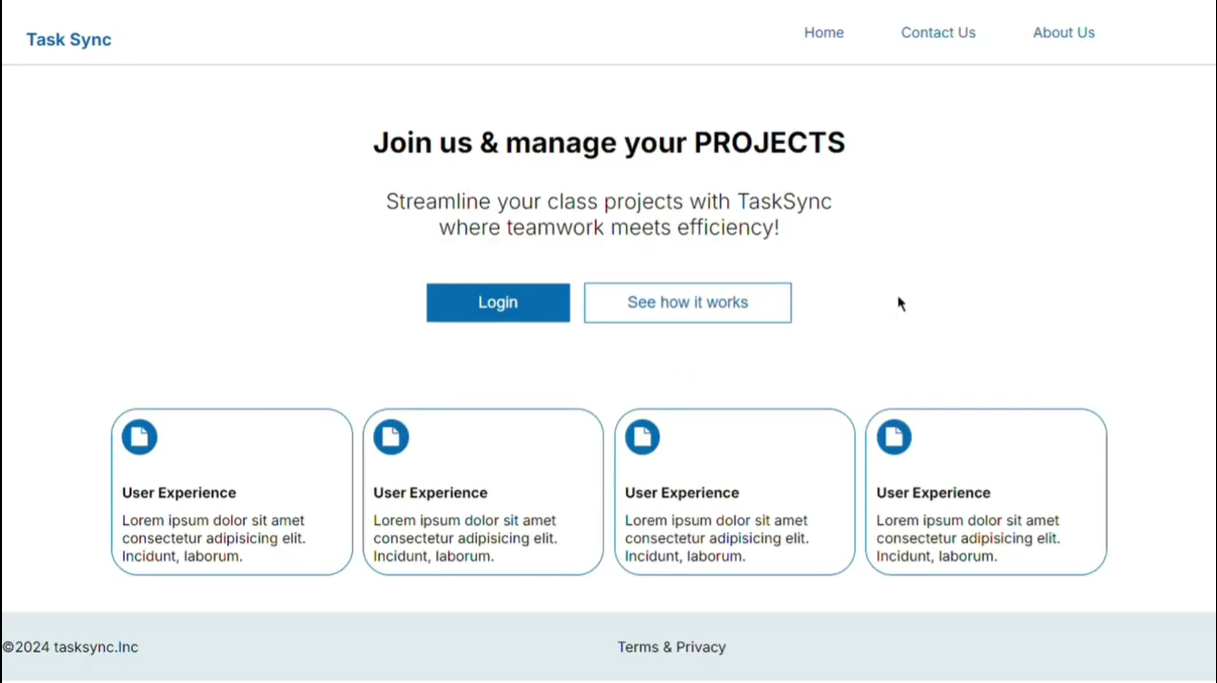 Task Sync
Home
Contact Us
About Us
Join us & manage your PROJECTS
Streamline your class projects with TaskSync
where teamwork meets efficiency!
Login
See how it works
User Experience
Lorem ipsum dolor sit amet
consectetur adipisicing elit.
Incidunt, laborum.
User Experience
Lorem ipsum dolor sit amet
consectetur adipisicing elit.
Incidunt, laborum.
User Experience
Lorem ipsum dolor sit amet
consectetur adipisicing elit.
Incidunt, laborum.
User Experience
Lorem ipsum dolor sit amet
consectetur adipisicing elit.
Incidunt, laborum.
©2024 tasksync.Inc
Terms & Privacy